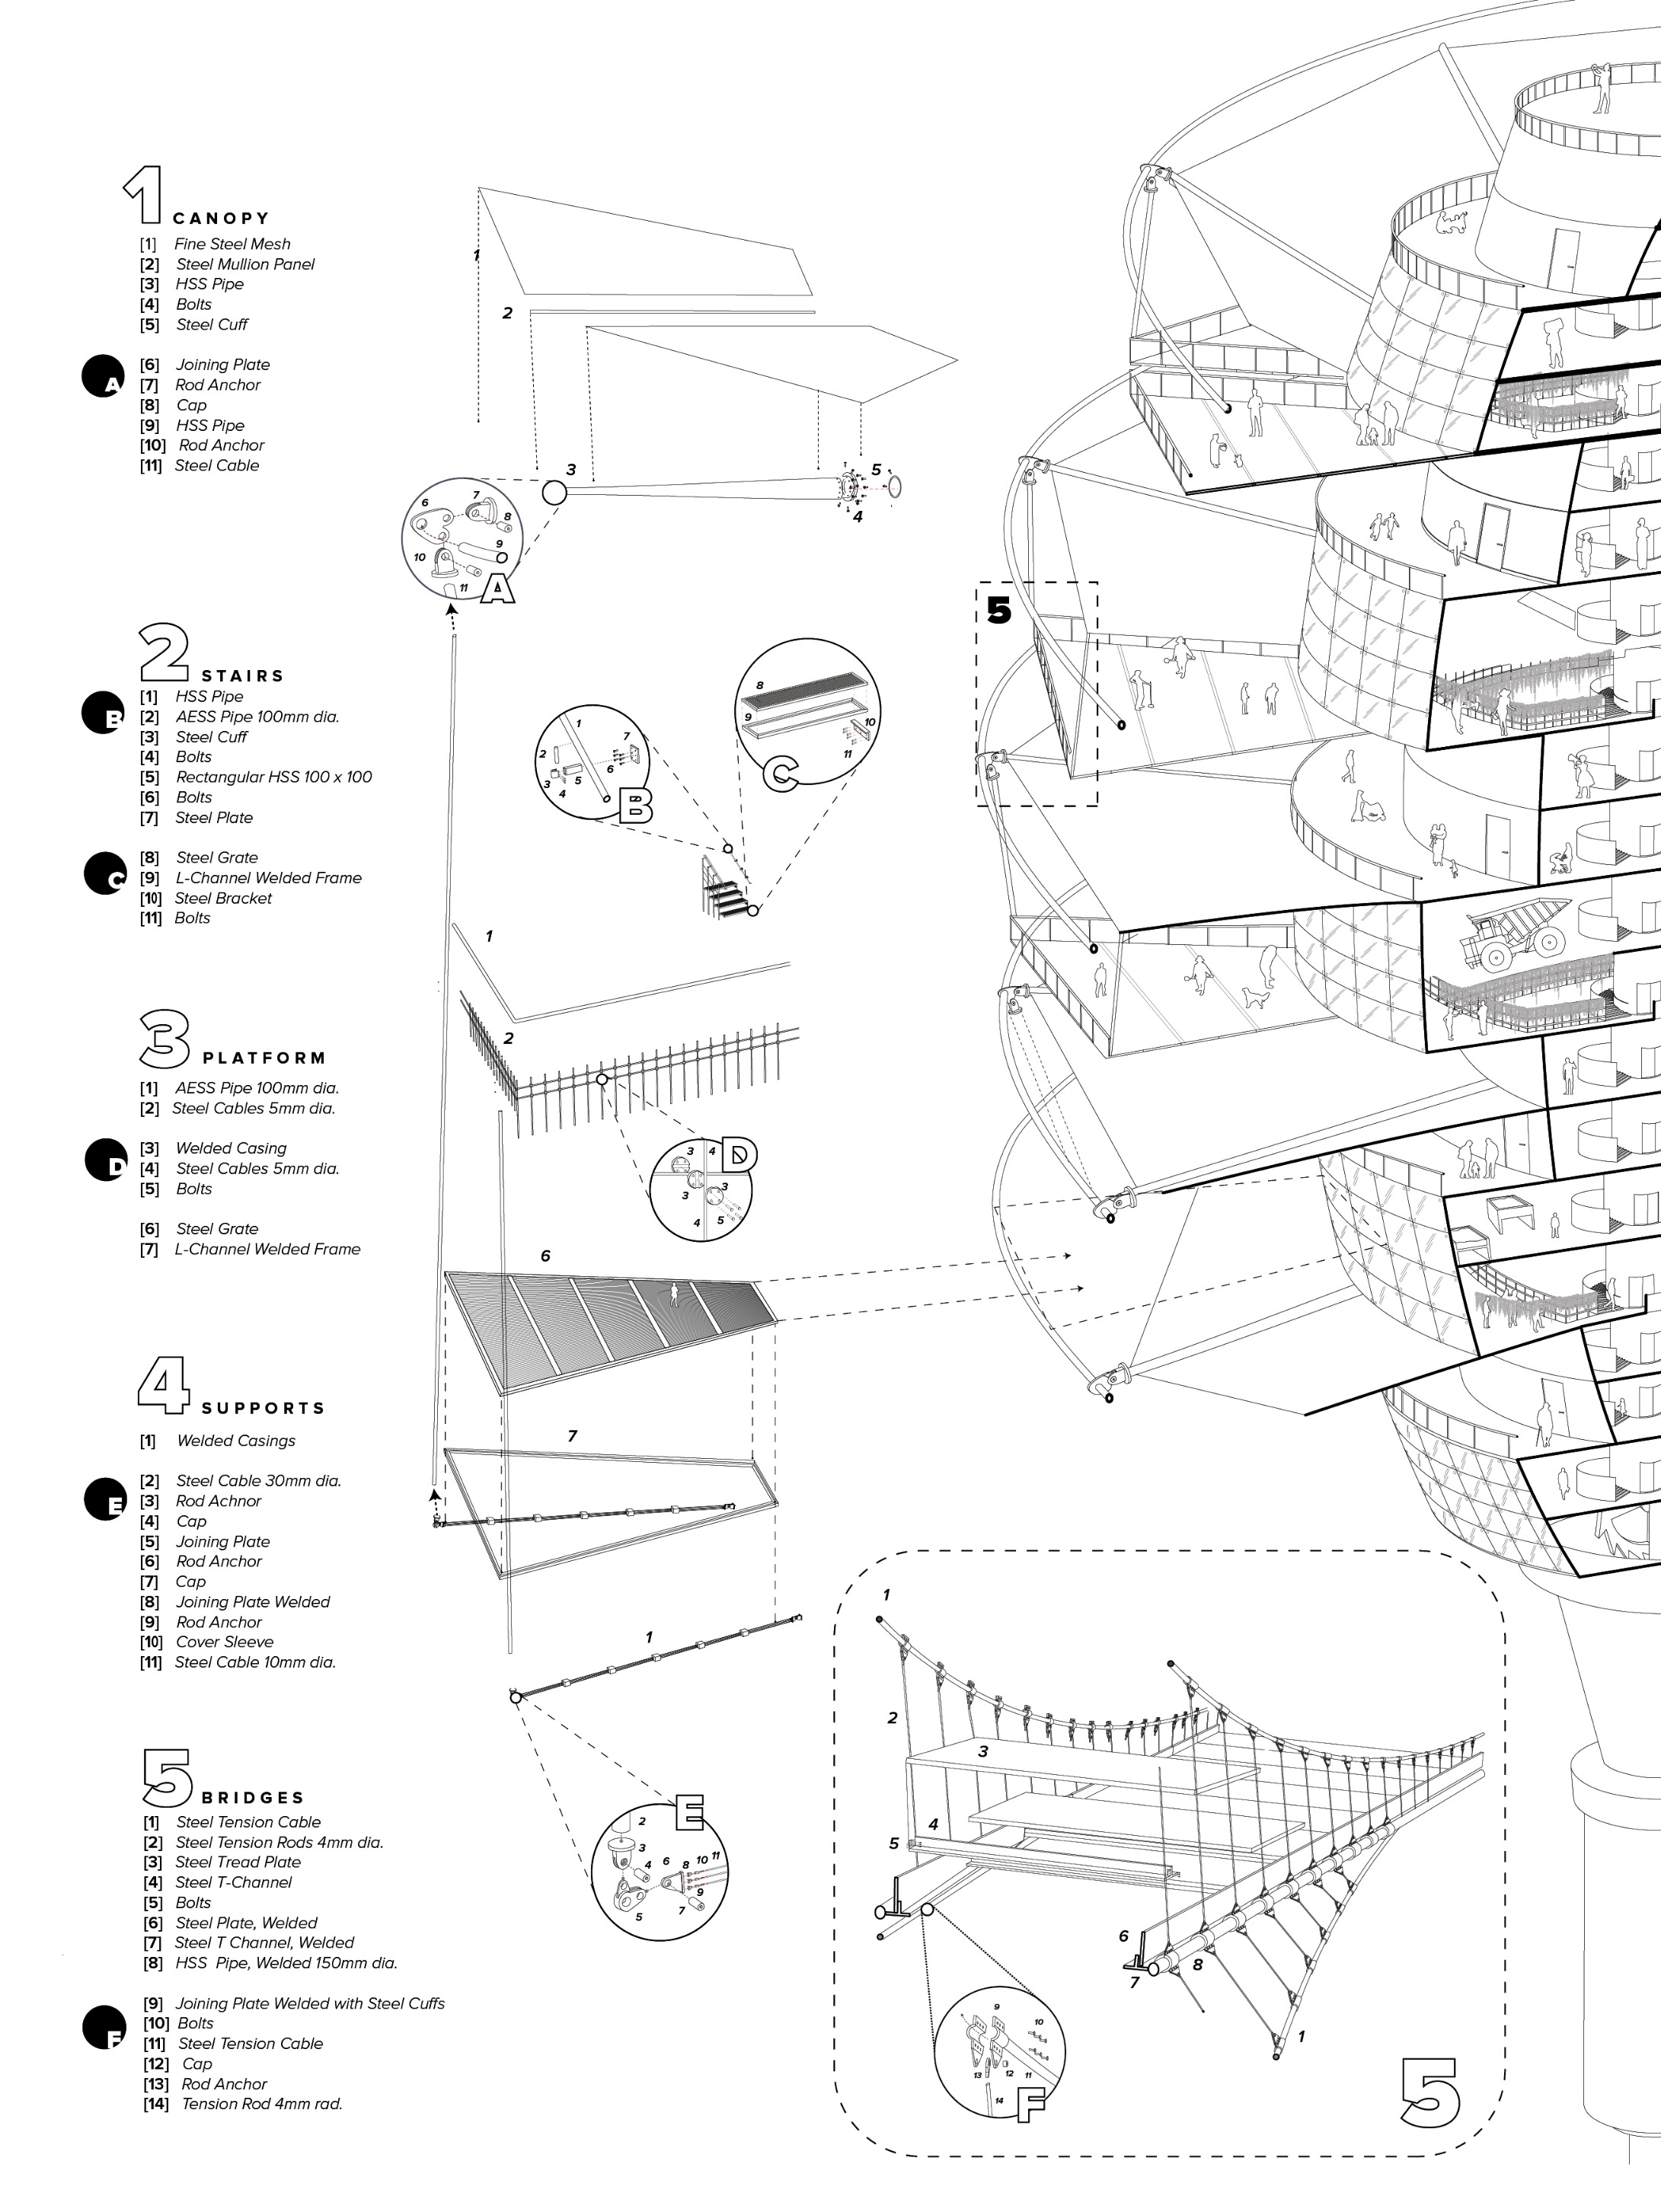 1 CANOPY
[1] Fine Steel Mesh
[2] Steel Mullion Panel
[3] HSS Pipe
[4] Bolts
[5] Steel Cuff
A
[6] Joining Plate
[7] Rod Anchor
[8] Cap
[9] HSS Pipe
[10] Rod Anchor
[11] Steel Cable
2 STAIRS
B
[1] HSS Pipe
[2] AESS Pipe 100mm dia.
[3] Steel Cuff
[4] Bolts
[5] Rectangular HSS 100 x 100
[6] Bolts
[7] Steel Plate
C
[8] Steel Grate
[9] L-Channel Welded Frame
[10] Steel Bracket
[11] Bolts
3 PLATFORM
[1] AESS Pipe 100mm dia.
[2] Steel Cables 5mm dia.
D
[3] Welded Casing
[4] Steel Cables 5mm dia.
[5] Bolts
[6] Steel Grate
[7] L-Channel Welded Frame
4 SUPPORTS
[1] Welded Casings
E
[2] Steel Cable 30mm dia.
[3] Rod Achnor
[4] Cap
[5] Joining Plate
[6] Rod Anchor
[7] Cap
[8] Joining Plate Welded
[9] Rod Anchor
[10] Cover Sleeve
[11] Steel Cable 10mm dia.
5 BRIDGES
[1] Steel Tension Cable
[2] Steel Tension Rods 4mm dia.
[3] Steel Tread Plate
[4] Steel T-Channel
[5] Bolts
[6] Steel Plate, Welded
[7] Steel T Channel, Welded
[8] HSS Pipe, Welded 150mm dia.
F
[9] Joining Plate Welded with Steel Cuffs
[10] Bolts
[11] Steel Tension Cable
[12] Cap
[13] Rod Anchor
[14] Tension Rod 4mm rad.
1
2
3
5
4
6
7
8
9
10
11
A
1
2
7
6
5
3
4
B
8
9
10
11
C
1
2
3
4
D
3
3
4
5
6
7
1
2
3
4
6
8
10
11
9
7
5
E
5
1
2
3
4
5
6
7
8
1
9
10
13
12
11
14
F
5